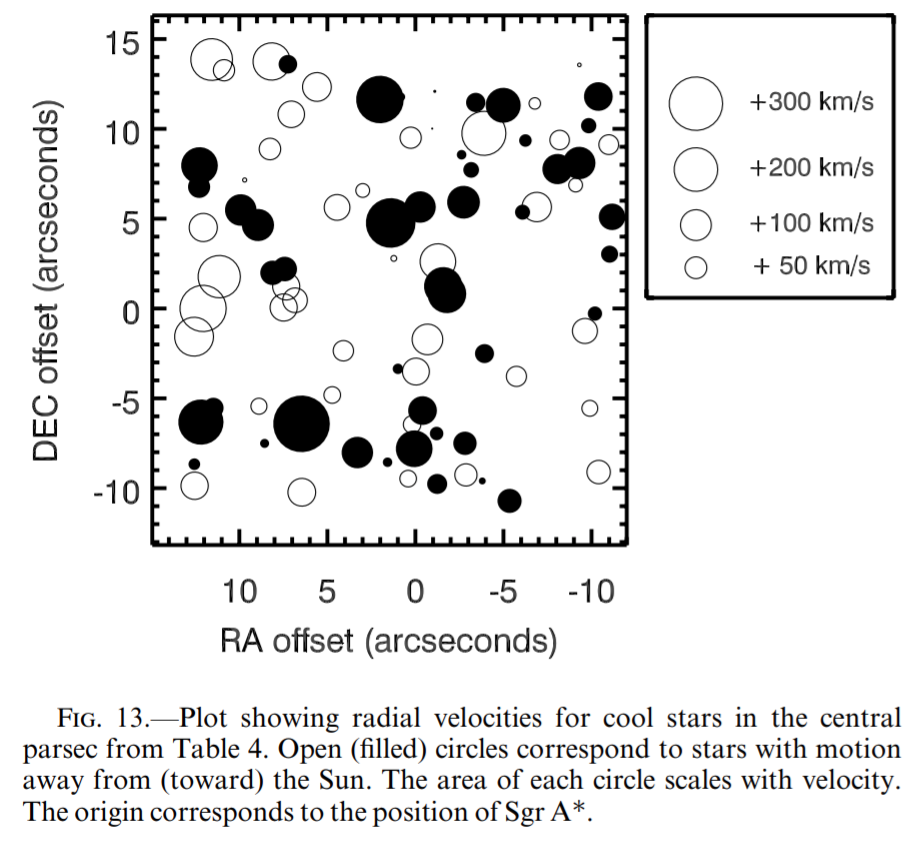 15
10
5
0
-5
-10
DEC offset (arcseconds)
10 5 0 -5 -10
RA offset (arcseconds)
+300 km/s
+200 km/s
+100 km/s
+ 50 km/s
FIG. 13.—Plot showing radial velocities for cool stars in the central
parsec from Table 4. Open (filled) circles correspond to stars with motion
away from (toward) the Sun. The area of each circle scales with velocity.
The origin corresponds to the position of Sgr A*.